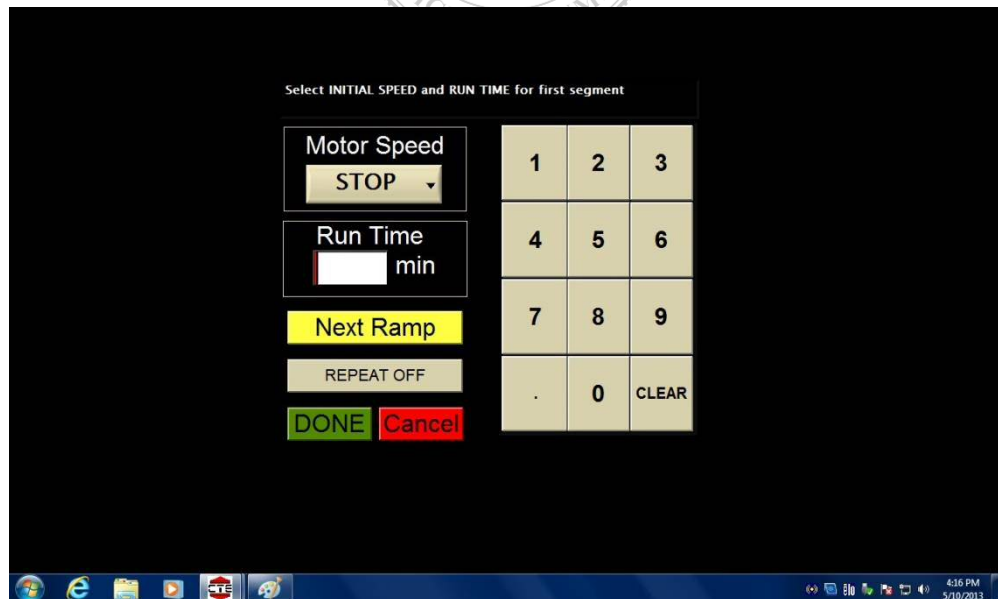 Select INITIAL SPEED and RUN TIME for first segment
Motor Speed
STOP
Run Time
min
Next Ramp
REPEAT OFF
DONE Cancel
1 2 3
4 5 6
7 8 9
. 0 CLEAR
CTE
elo
4:16 PM
5/10/2013